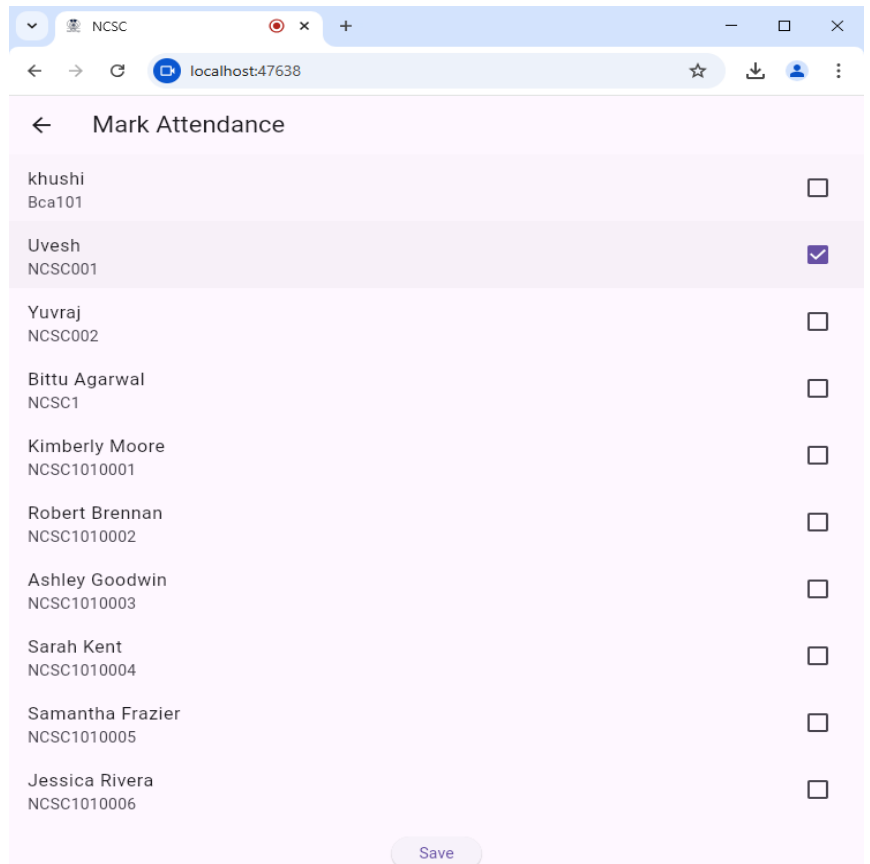 NCSC
localhost:47638
Mark Attendance
khushi
Bca101
Uvesh
NCSC001
Yuvraj
NCSC002
Bittu Agarwal
NCSC1
Kimberly Moore
NCSC1010001
Robert Brennan
NCSC1010002
Ashley Goodwin
NCSC1010003
Sarah Kent
NCSC1010004
Samantha Frazier
NCSC1010005
Jessica Rivera
NCSC1010006
Save